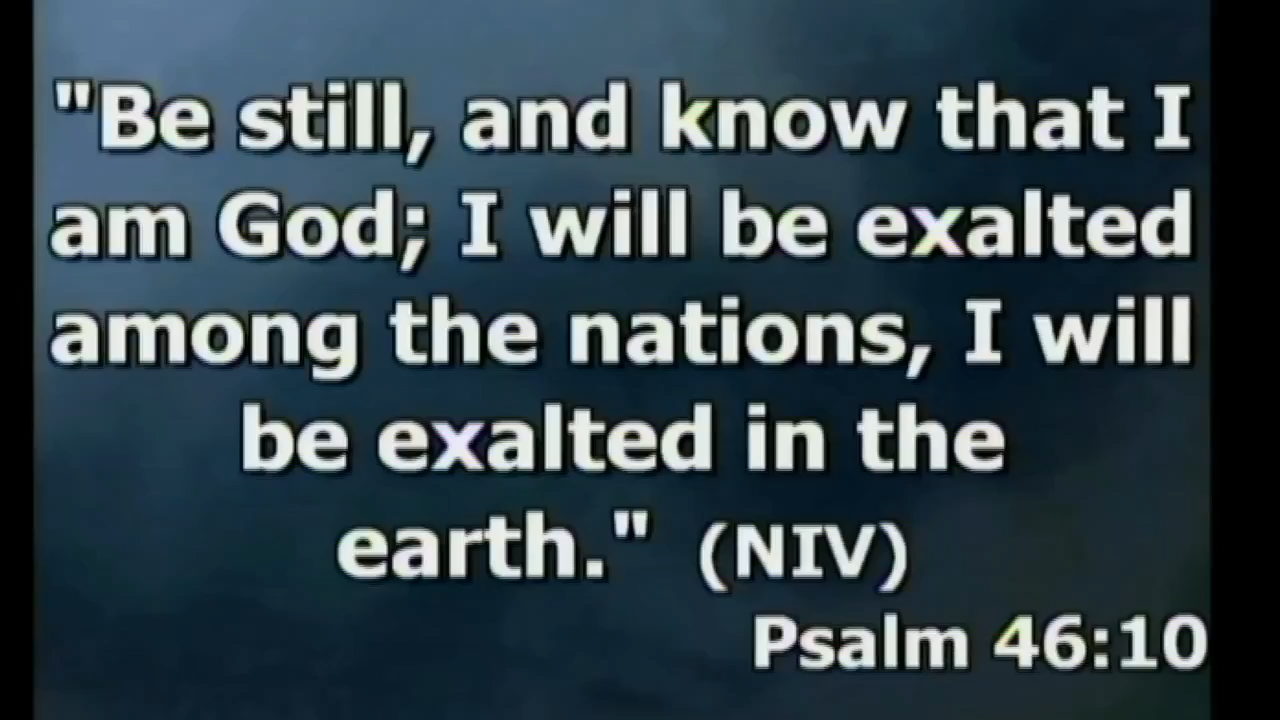 "Be still, and know that I
am God; I will be exalted
among the nations, I will
be exalted in the
earth." (NIV)
Psalm 46:10